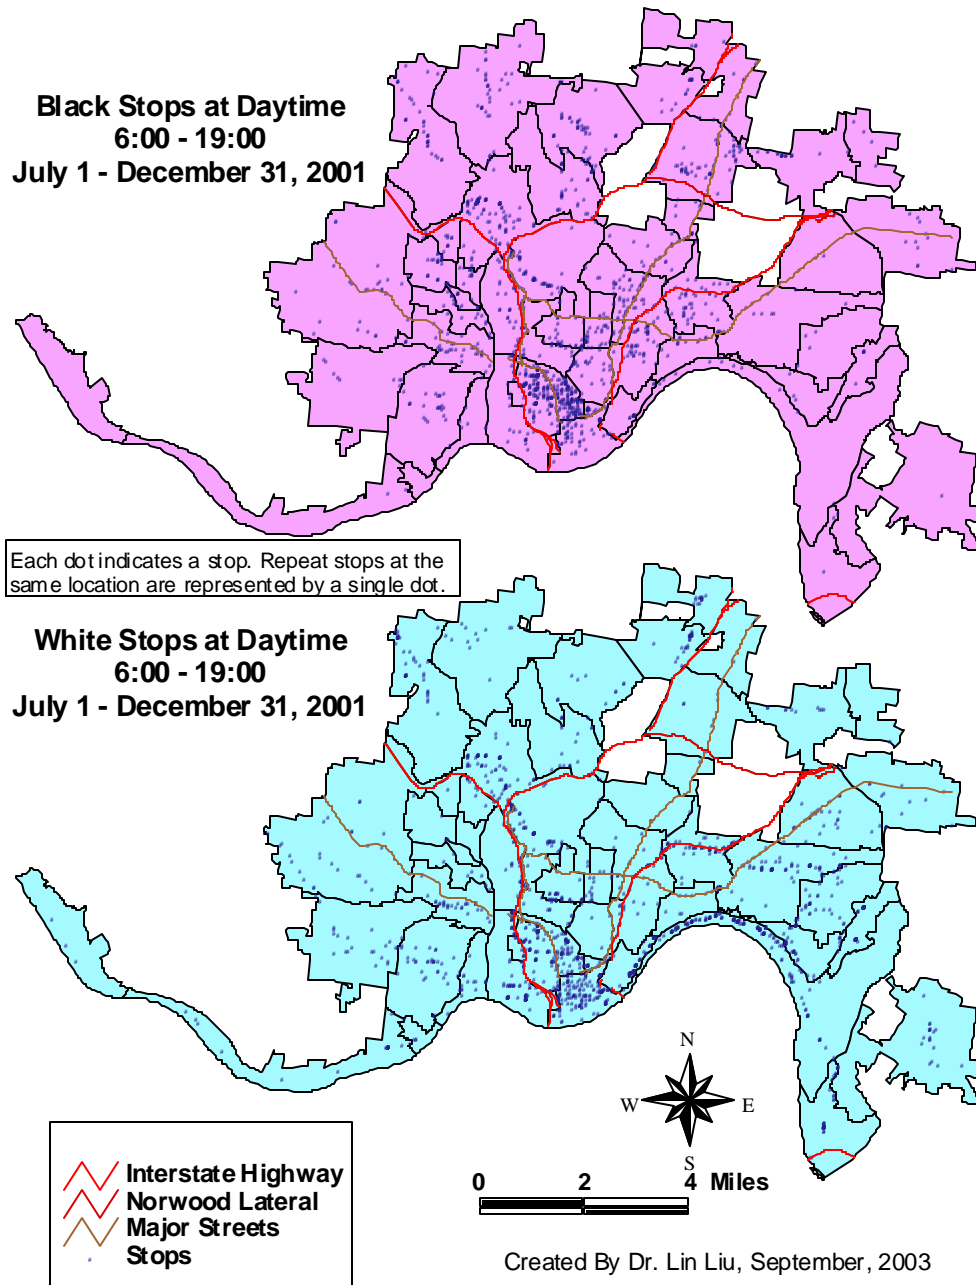 Black Stops at Daytime
6:00 - 19:00
July 1 - December 31, 2001
Each dot indicates a stop. Repeat stops at the
same location are represented by a single dot.
White Stops at Daytime
6:00 - 19:00
July 1 - December 31, 2001
N
W
E
S
Interstate Highway
Norwood Lateral
Major Streets
Stops
0 2 4 Miles
Created By Dr. Lin Liu, September, 2003